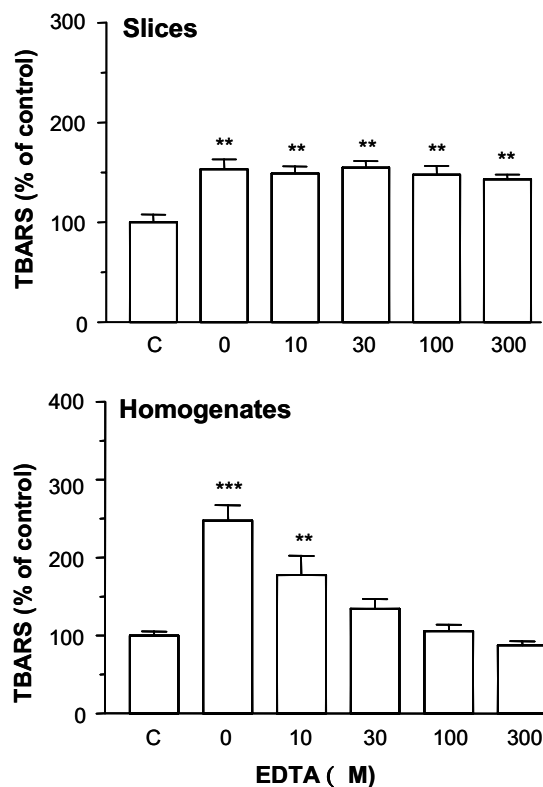 Slices
TBARS (% of control)
300
200
100
0
** ** ** ** **
C 0 10 30 100 300
Homogenates
TBARS (% of control)
400
300
200
100
0
*** **
C 0 10 30 100 300
EDTA ( M)